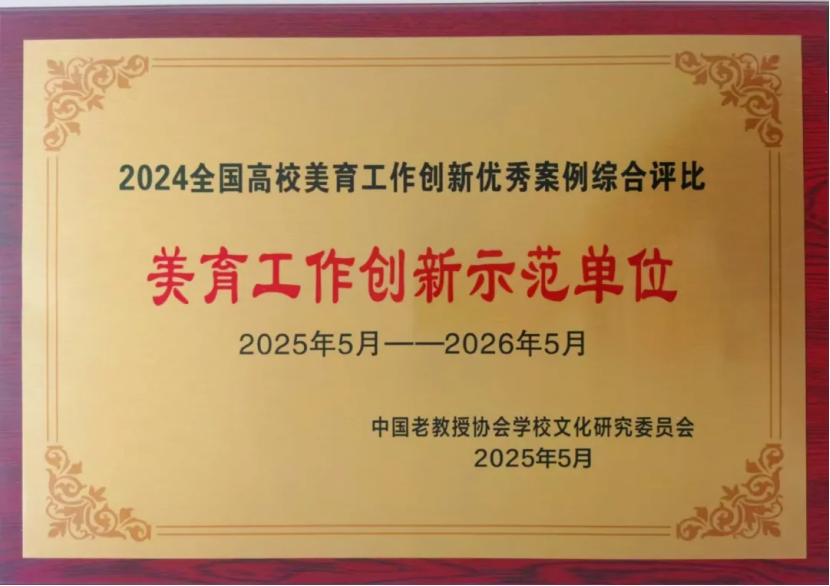 2024全国高校美育工作创新优秀案例综合评比
美育工作创新示范单位
2025年5月——2026年5月
中国老教授协会学校文化研究委员会
2025年5月